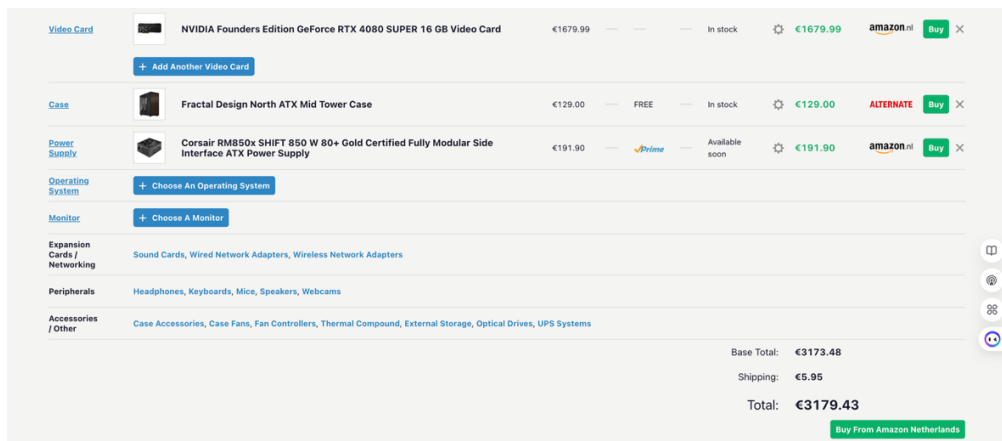 Video Card
NVIDIA Founders Edition GeForce RTX 4080 SUPER 16 GB Video Card
€1679.99 — — — In stock €1679.99 amazon.nl Buy
+ Add Another Video Card
Case
Fractal Design North ATX Mid Tower Case
€129.00 — FREE — In stock €129.00 ALTERNATE Buy
Power
Supply
Corsair RM850x SHIFT 850 W 80+ Gold Certified Fully Modular Side
Interface ATX Power Supply
€191.90 — Prime — Available
soon
€191.90 amazon.nl Buy
Operating
System
+ Choose An Operating System
Monitor
+ Choose A Monitor
Expansion
Cards /
Networking
Sound Cards, Wired Network Adapters, Wireless Network Adapters
Peripherals
Headphones, Keyboards, Mice, Speakers, Webcams
Accessories
/ Other
Case Accessories, Case Fans, Fan Controllers, Thermal Compound, External Storage, Optical Drives, UPS Systems
Base Total: €3173.48
Shipping: €5.95
Total: €3179.43
Buy From Amazon Netherlands